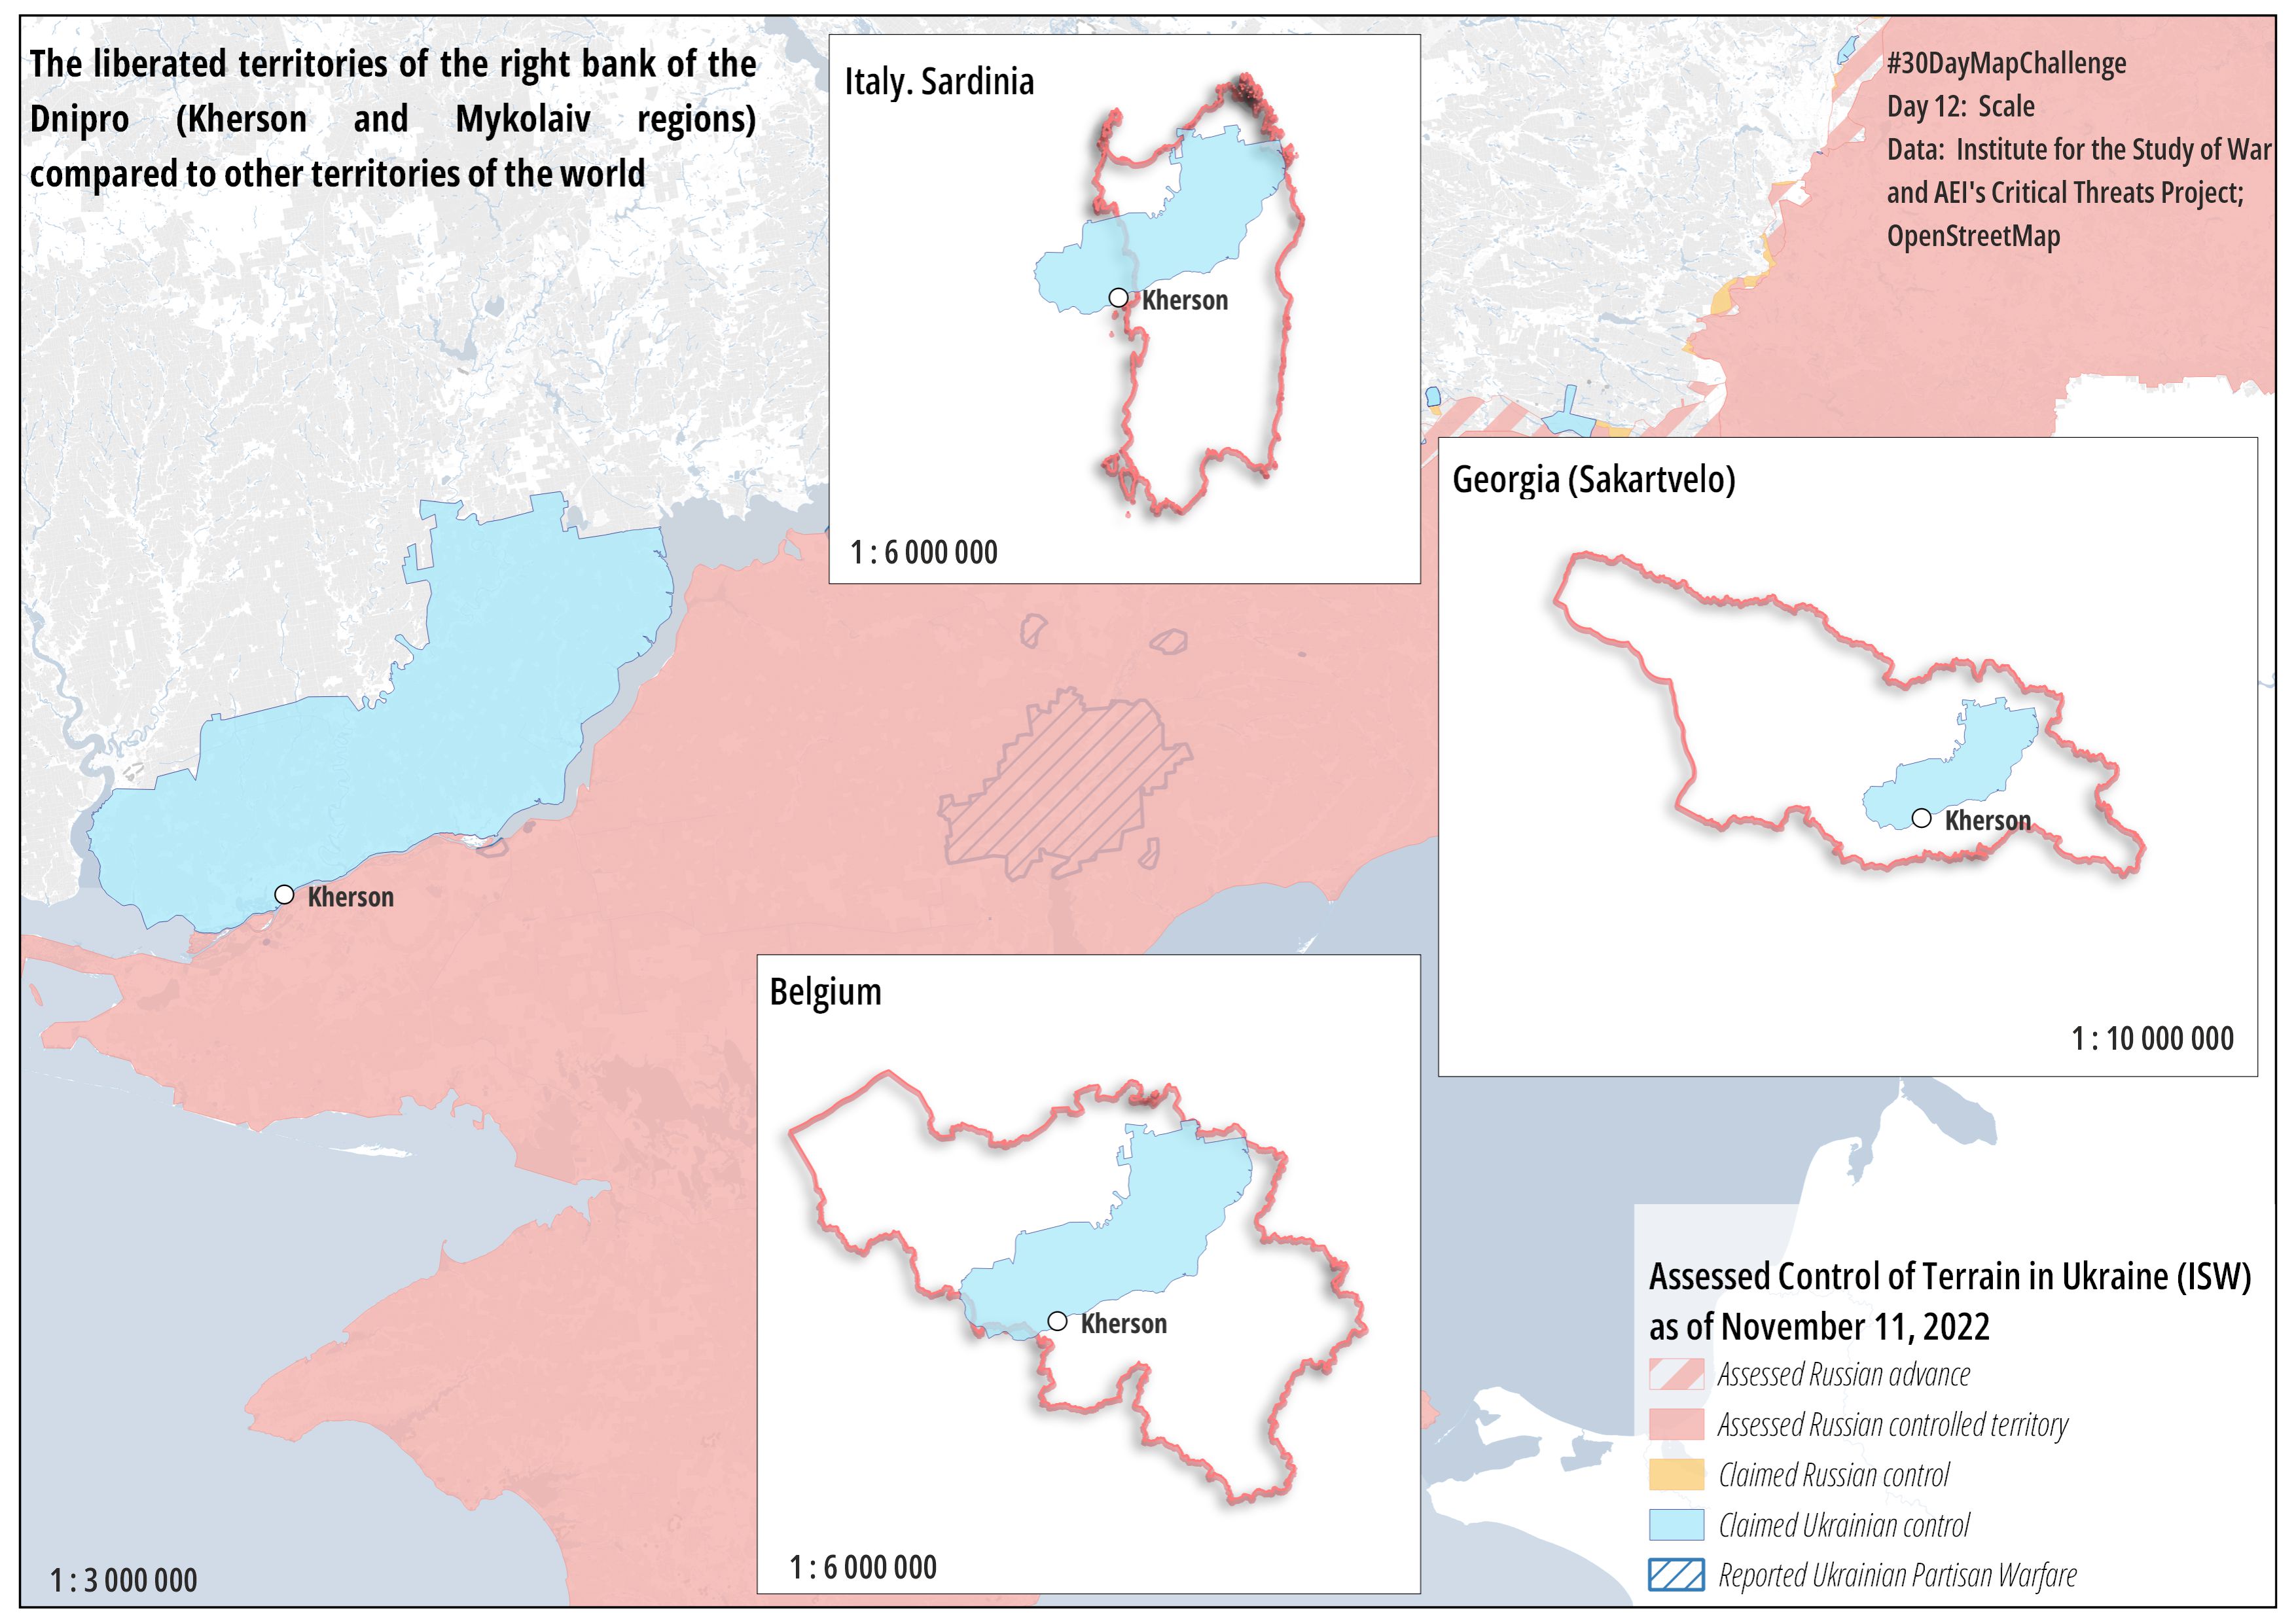 The liberated territories of the right bank of the
Dnipro (Kherson and Mykolaiv regions)
compared to other territories of the world
Italy. Sardinia
Kherson
1 : 6 000 000
#30DayMapChallenge
Day 12: Scale
Data: Institute for the Study of War
and AEI's Critical Threats Project;
OpenStreetMap
Georgia (Sakartvelo)
Kherson
1 : 10 000 000
Kherson
Belgium
Kherson
1 : 6 000 000
1 : 3 000 000
Assessed Control of Terrain in Ukraine (ISW)
as of November 11, 2022
Assessed Russian advance
Assessed Russian controlled territory
Claimed Russian control
Claimed Ukrainian control
Reported Ukrainian Partisan Warfare